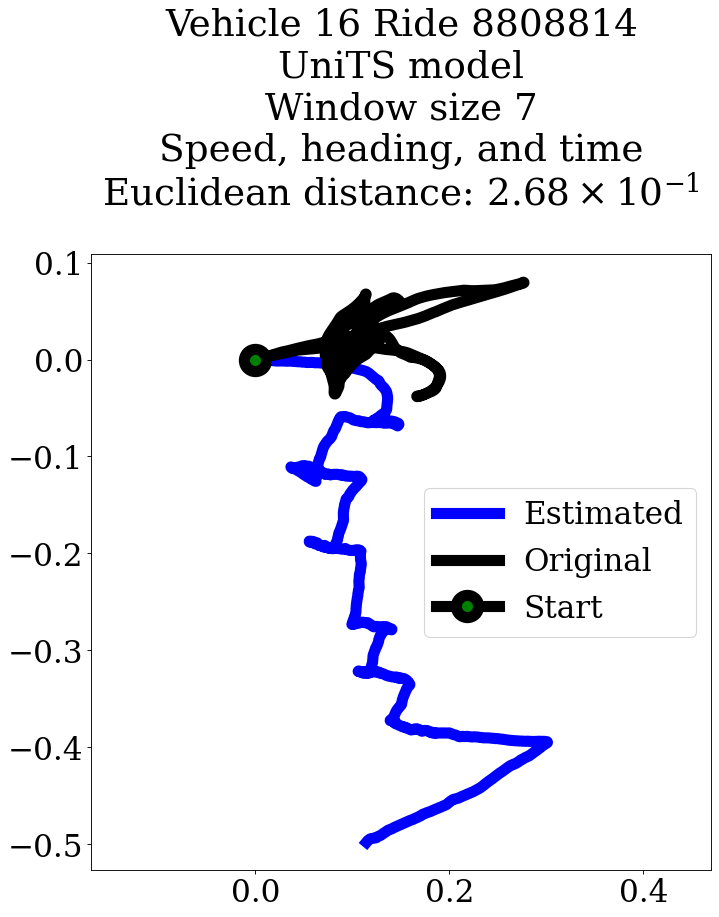 Vehicle 16 Ride 8808814
UniTS model
Window size 7
Speed, heading, and time
Euclidean distance: 2.68 × 10⁻¹
0.1
0.0
−0.1
−0.2
−0.3
−0.4
−0.5
Estimated
Original
Start
0.0 0.2 0.4